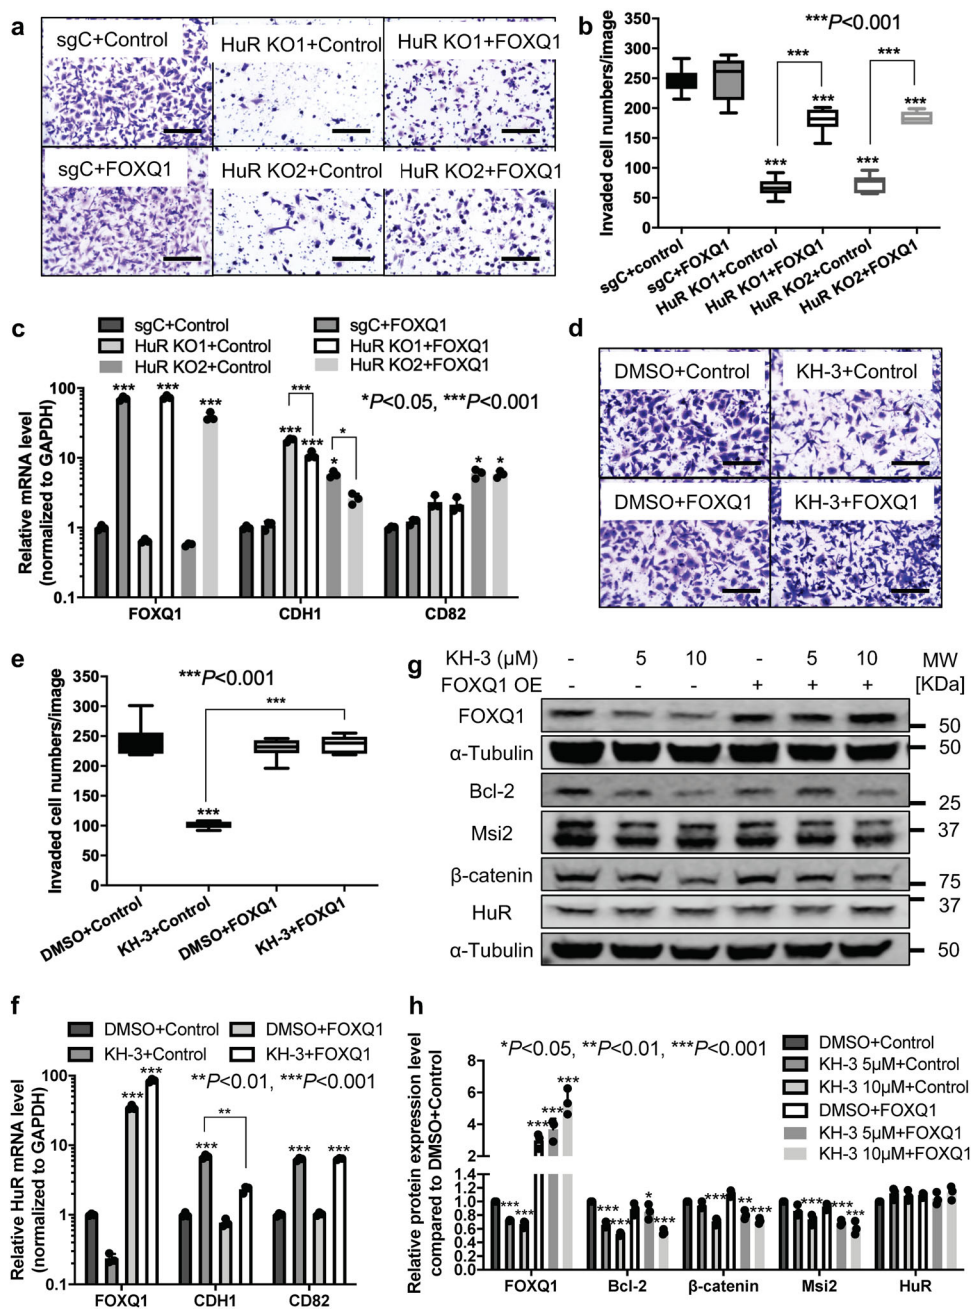 a
sgC+Control
HuR KO1+Control
HuR KO1+FOXQ1
sgC+FOXQ1
HuR KO2+Control
HuR KO2+FOXQ1
b
***P<0.001
Invaded cell numbers/image
350
300
250
200
150
100
50
0
***
***
***
***
***
***
sgC+control
sgC+FOXQ1
HuR KO1+Control
HuR KO1+FOXQ1
HuR KO2+Control
HuR KO2+FOXQ1
c
sgC+Control
sgC+FOXQ1
HuR KO1+Control
HuR KO1+FOXQ1
HuR KO2+Control
HuR KO2+FOXQ1
*P<0.05, ***P<0.001
Relative mRNA level
(normalized to GAPDH)
100
10
1
0.1
***
***
***
***
***
***
*
*
*
*
FOXQ1
CDH1
CD82
d
DMSO+Control
KH-3+Control
DMSO+FOXQ1
KH-3+FOXQ1
e
***P<0.001
Invaded cell numbers/image
350
300
250
200
150
100
50
0
***
***
DMSO+Control
KH-3+Control
DMSO+FOXQ1
KH-3+FOXQ1
g
KH-3 (μM) - 5 10 - 5 10 MW
FOXQ1 OE - - - + + + [KDa]
FOXQ1
50
α-Tubulin
50
Bcl-2
25
Msi2
37
β-catenin
75
HuR
37
α-Tubulin
50
f
DMSO+Control
DMSO+FOXQ1
KH-3+Control
KH-3+FOXQ1
**P<0.01, ***P<0.001
Relative HuR mRNA level
(normalized to GAPDH)
100
10
1
0.1
***
***
***
**
***
***
FOXQ1
CDH1
CD82
h
*P<0.05, **P<0.01, ***P<0.001
DMSO+Control
KH-3 5μM+Control
KH-3 10μM+Control
DMSO+FOXQ1
KH-3 5μM+FOXQ1
KH-3 10μM+FOXQ1
Relative protein expression level
compared to DMSO+Control
8
6
4
2
1.4
1.2
1.0
0.8
0.6
0.4
0.2
0.0
***
***
***
***
***
***
***
*
***
***
**
***
***
***
***
FOXQ1
Bcl-2
β-catenin
Msi2
HuR